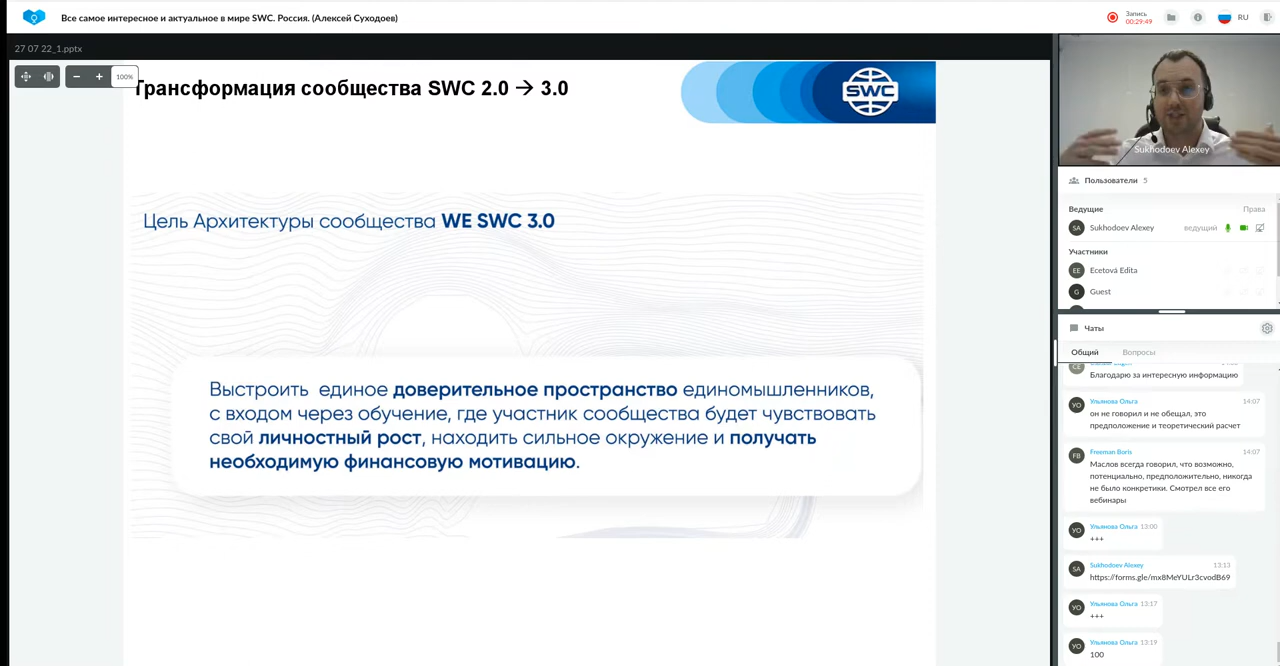 Все самое интересное и актуальное в мире SWC. Россия. (Алексей Суходоев)
Запись
00:29:49
RU
27 07 22_1.pptx
100%
Трансформация сообщества SWC 2.0 → 3.0
SWC
Цель Архитектуры сообщества WE SWC 3.0
Выстроить единое доверительное пространство единомышленников,
с входом через обучение, где участник сообщества будет чувствовать
свой личностный рост, находить сильное окружение и получать
необходимую финансовую мотивацию.
Sukhodoev Alexey
Пользователи 5
Ведущие Права
SA Sukhodoev Alexey ведущий
Участники
EE Ecetová Edita
G Guest
Чаты
Общий Вопросы
CE
Благодарю за интересную информацию
УО Ульянова Ольга 14:07
он не говорил и не обещал, это
предположение и теоретический расчет
FB Freeman Boris 14:07
Маслов всегда говорил, что возможно,
потенциально, предположительно, никогда
не было конкретики. Смотрел все его
вебинары
УО Ульянова Ольга 13:00
+++
SA Sukhodoev Alexey 13:13
https://forms.gle/mx8MeYULr3cvodB69
УО Ульянова Ольга 13:17
+++
УО Ульянова Ольга 13:19
100